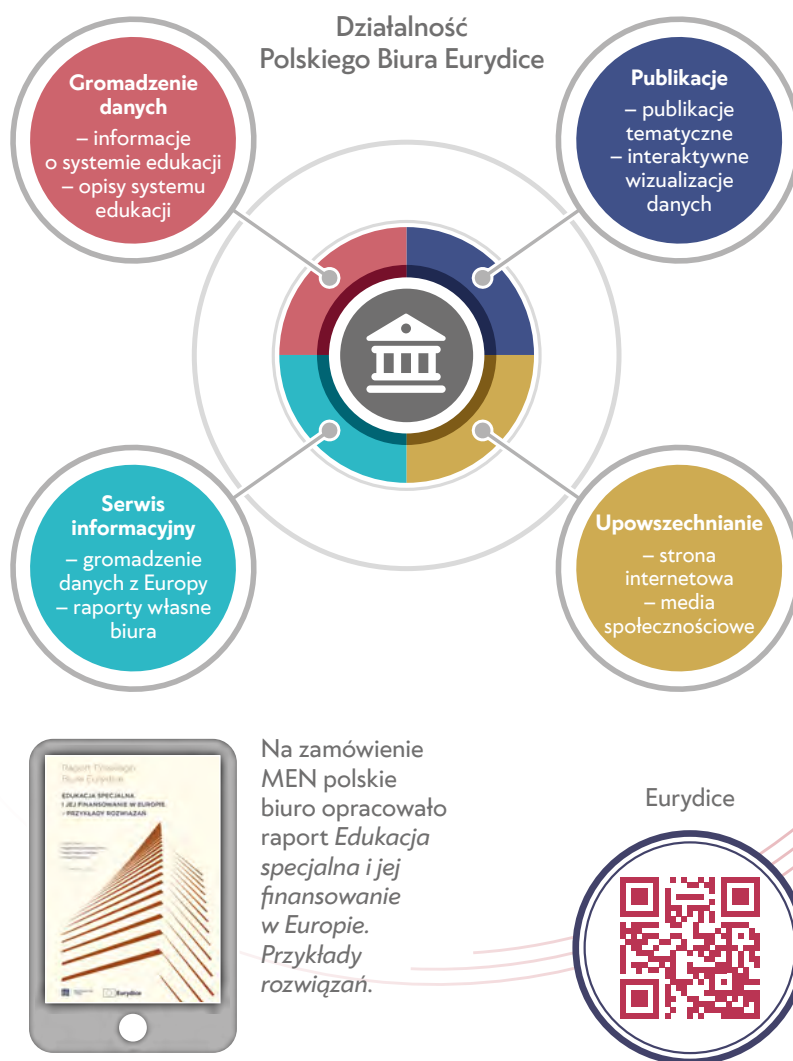 Działalność
Polskiego Biura Eurydice
Gromadzenie
danych
– informacje
o systemie edukacji
– opisy systemu
edukacji
Publikacje
– publikacje
tematyczne
– interaktywne
wizualizacje
danych
Serwis
informacyjny
– gromadzenie
danych z Europy
– raporty własne
biura
Upowszechnianie
– strona
internetowa
– media
społecznościowe
Raport Polskiego
Biura Eurydice
EDUKACJA SPECJALNA
I JEJ FINANSOWANIE W EUROPIE
– PRZYKŁADY ROZWIĄZAŃ
Eurydice
Na zamówienie
MEN polskie
biuro opracowało
raport Edukacja
specjalna i jej
finansowanie
w Europie.
Przykłady
rozwiązań.
Eurydice